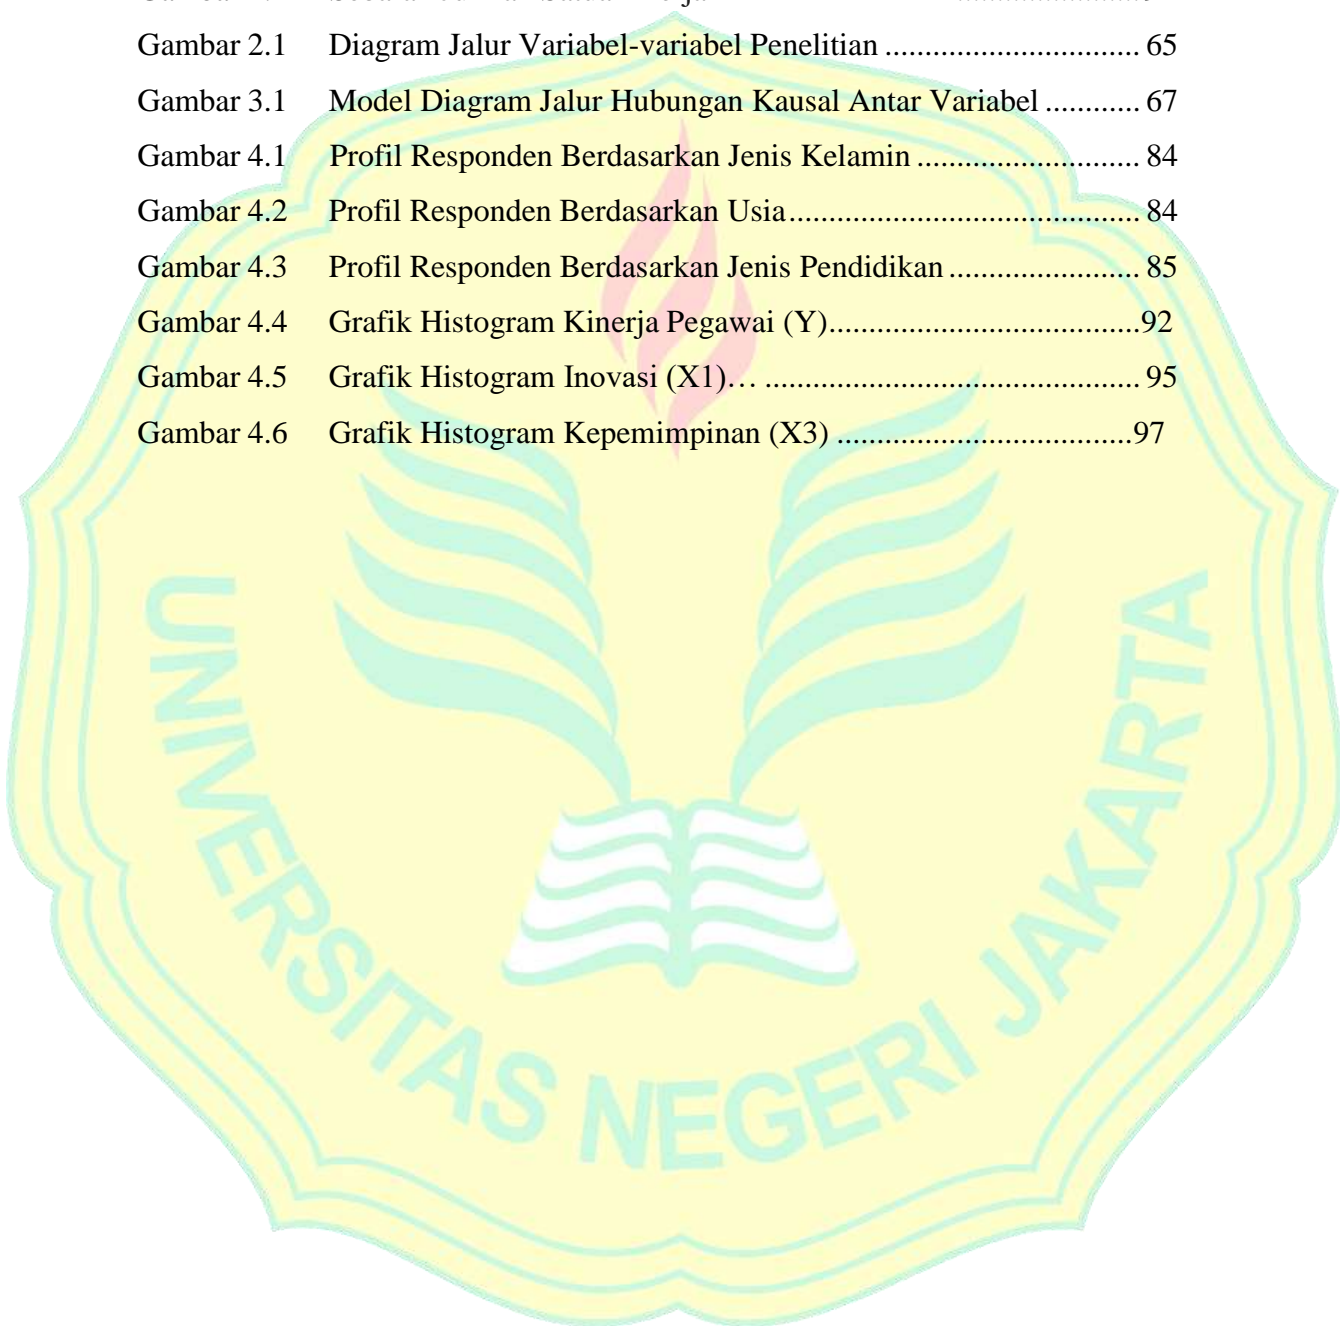 Gambar 2.1 Diagram Jalur Variabel-variabel Penelitian ................................ 65
Gambar 3.1 Model Diagram Jalur Hubungan Kausal Antar Variabel ............ 67
Gambar 4.1 Profil Responden Berdasarkan Jenis Kelamin ............................ 84
Gambar 4.2 Profil Responden Berdasarkan Usia............................................ 84
Gambar 4.3 Profil Responden Berdasarkan Jenis Pendidikan ........................ 85
Gambar 4.4 Grafik Histogram Kinerja Pegawai (Y).......................................92
Gambar 4.5 Grafik Histogram Inovasi (X1)… ............................................... 95
Gambar 4.6 Grafik Histogram Kepemimpinan (X3) .....................................97
UNIVERSITAS NEGERI JAKARTA